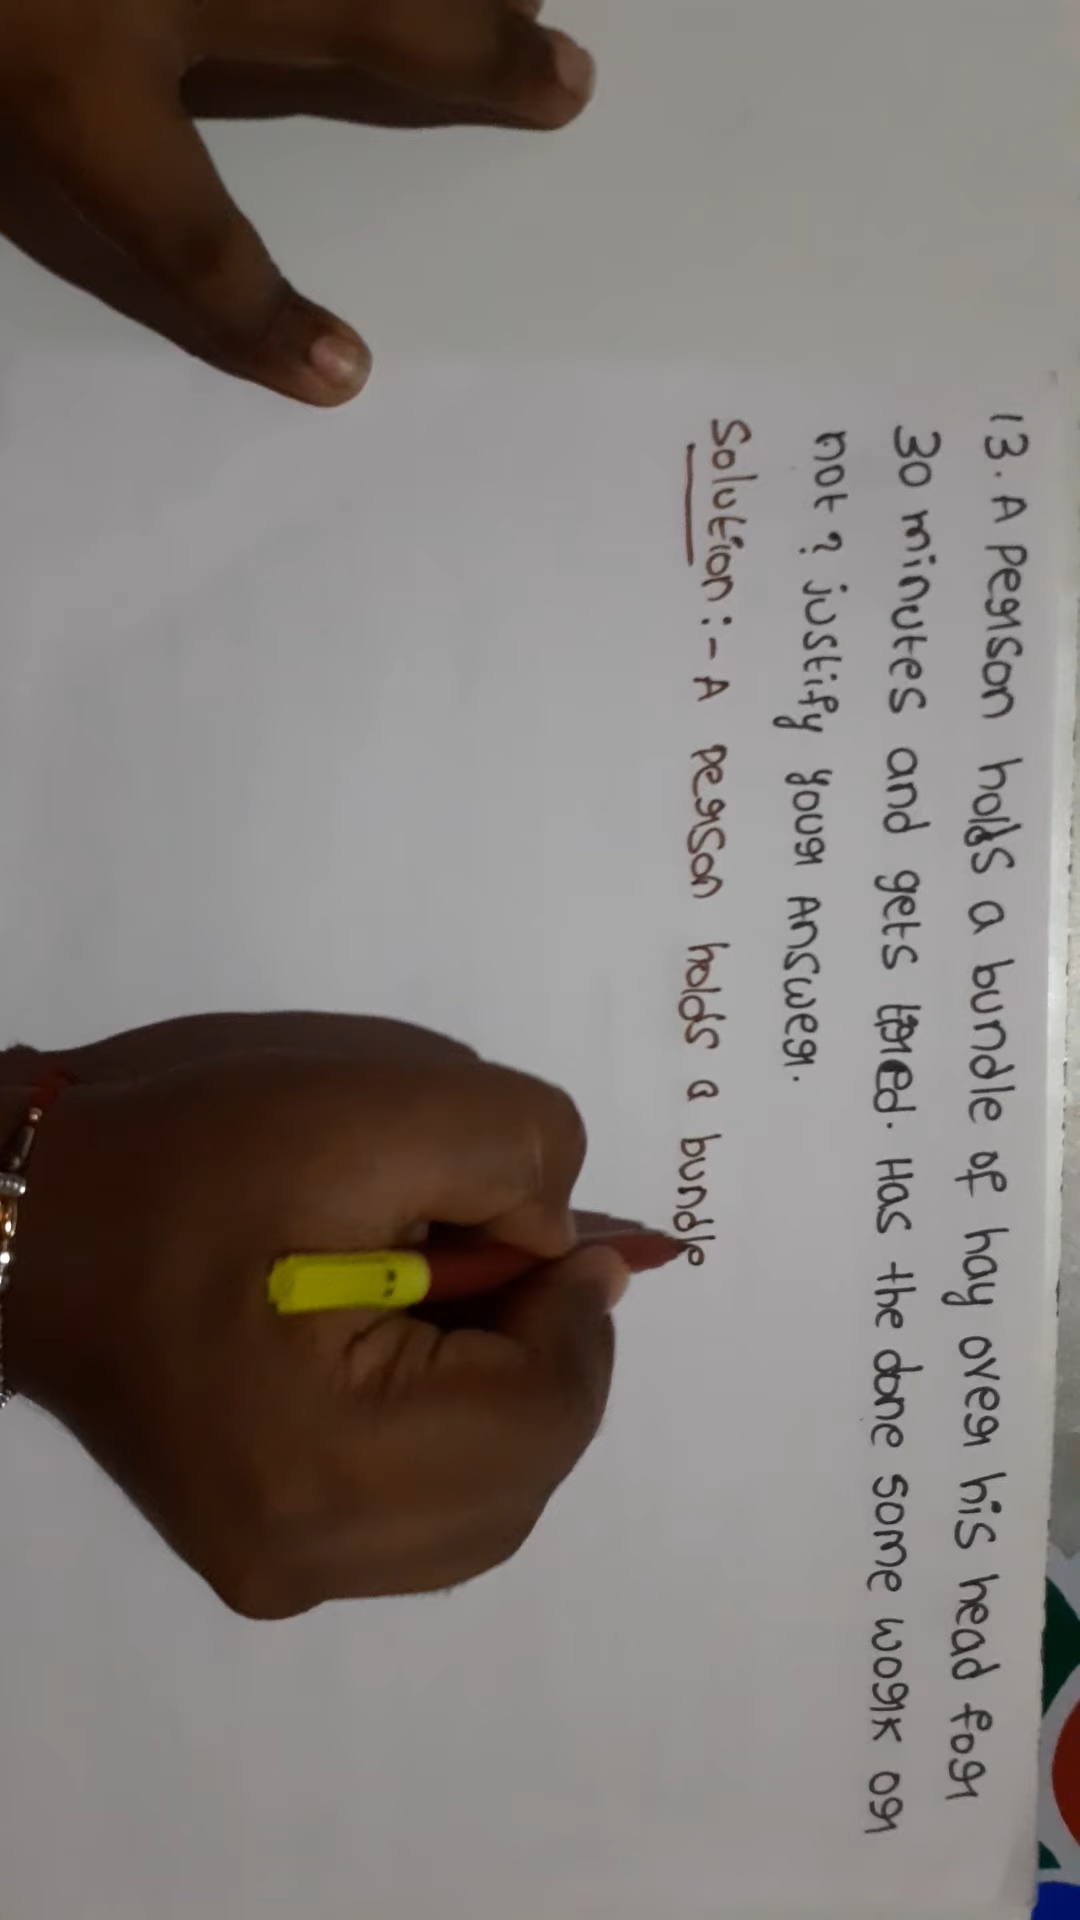 13. A person holds a bundle of hay over his head for
30 minutes and gets tired. Has the done some work or
not? justify your Answer.
Solution:- A person holds a bundle